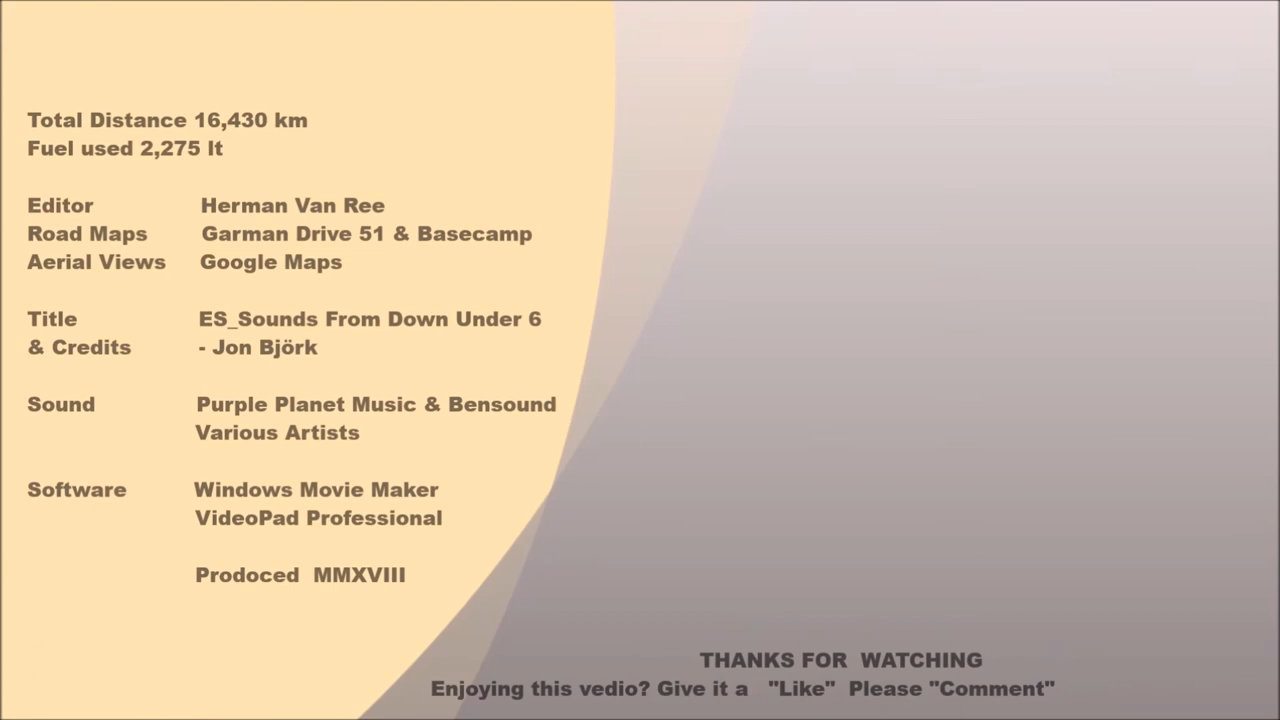 Total Distance 16,430 km
Fuel used 2,275 lt
Editor Herman Van Ree
Road Maps Garman Drive 51 & Basecamp
Aerial Views Google Maps
Title ES_Sounds From Down Under 6
& Credits - Jon Björk
Sound Purple Planet Music & Bensound
Various Artists
Software Windows Movie Maker
VideoPad Professional
Prodoced MMXVIII
THANKS FOR WATCHING
Enjoying this vedio? Give it a "Like" Please "Comment"